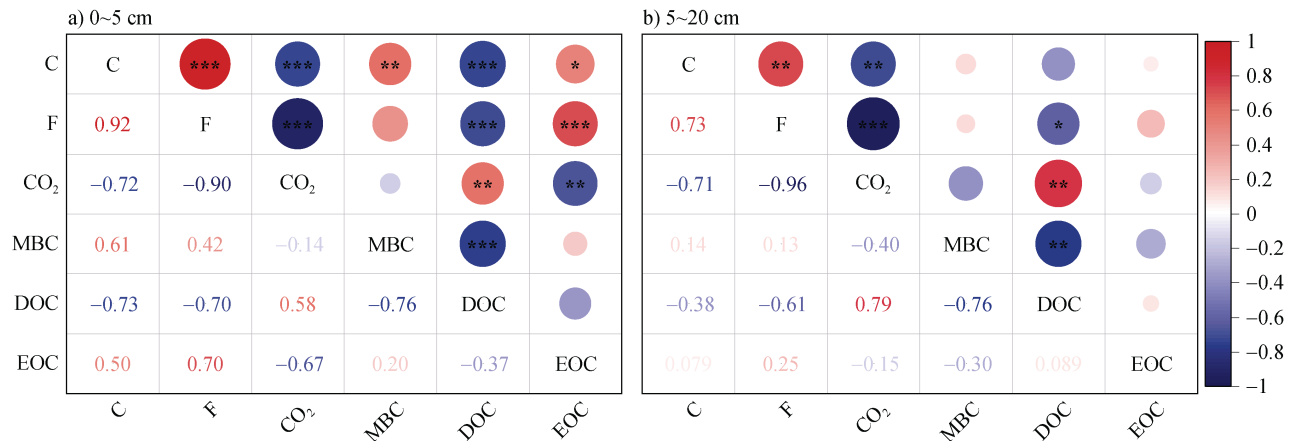 a) 0~5 cm
C C *** *** ** *** *
F 0.92 F *** *** ***
CO₂ −0.72 −0.90 CO₂ ** **
MBC 0.61 0.42 −0.14 MBC ***
DOC −0.73 −0.70 0.58 −0.76 DOC
EOC 0.50 0.70 −0.67 0.20 −0.37 EOC
C F CO₂ MBC DOC EOC
b) 5~20 cm
C ** **
0.73 F *** *
−0.71 −0.96 CO₂ **
0.14 0.13 −0.40 MBC **
−0.38 −0.61 0.79 −0.76 DOC
0.079 0.25 −0.15 −0.30 0.089 EOC
C F CO₂ MBC DOC EOC
1
0.8
0.6
0.4
0.2
0
−0.2
−0.4
−0.6
−0.8
−1